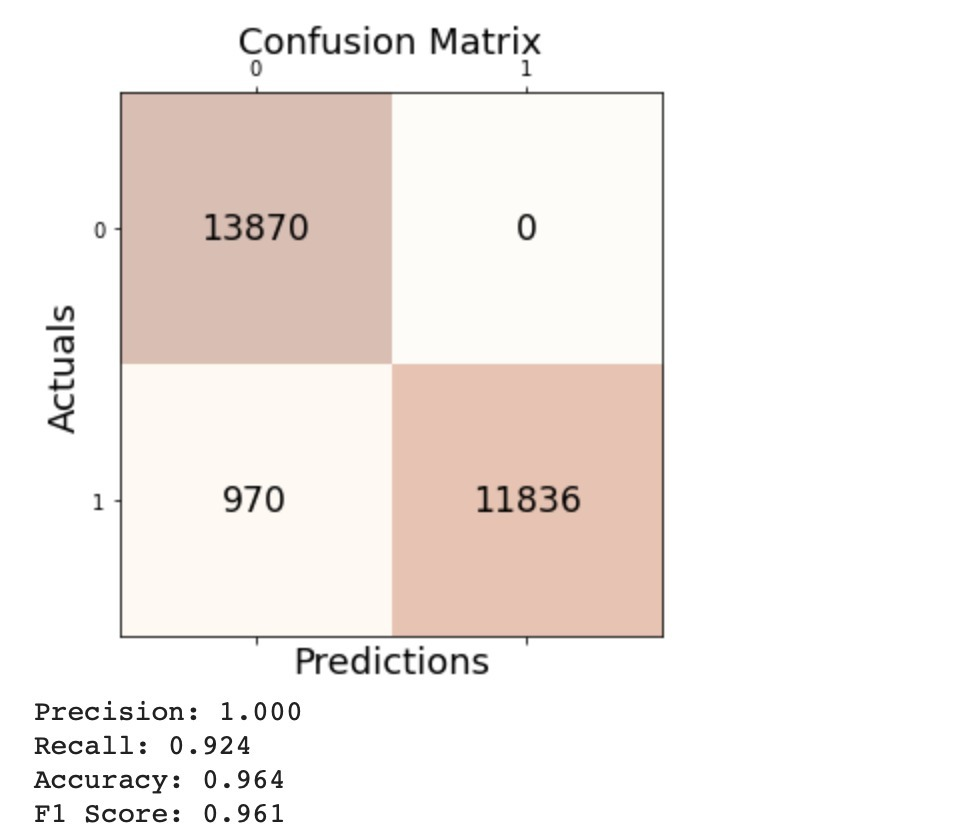 Confusion Matrix
0 1
0 13870 0
Actuals
1 970 11836
Predictions
Precision: 1.000
Recall: 0.924
Accuracy: 0.964
F1 Score: 0.961